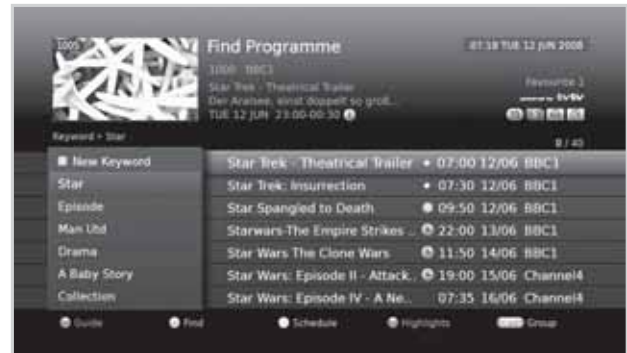 1005
Find Programme
07:18 TUE 12 JUN 2008
1006 BBC1
Star Trek - Theatrical Trailer
Favourite 1
Der Aralsee, einst doppelt so groß...
TUE 12 JUN 23:00-00:30
Keyword > Star
8 / 40
New Keyword
Star
Episode
Man Utd
Drama
A Baby Story
Collection
Star Trek - Theatrical Trailer 07:00 12/06 BBC1
Star Trek: Insurrection 07:30 12/06 BBC1
Star Spangled to Death 09:50 12/06 BBC1
Starwars-The Empire Strikes .. 22:00 13/06 BBC1
Star Wars The Clone Wars 11:50 14/06 BBC1
Star Wars: Episode II - Attack.. 19:00 15/06 Channel4
Star Wars: Episode IV - A Ne.. 07:35 16/06 Channel4
Guide Find Schedule Highlights Group